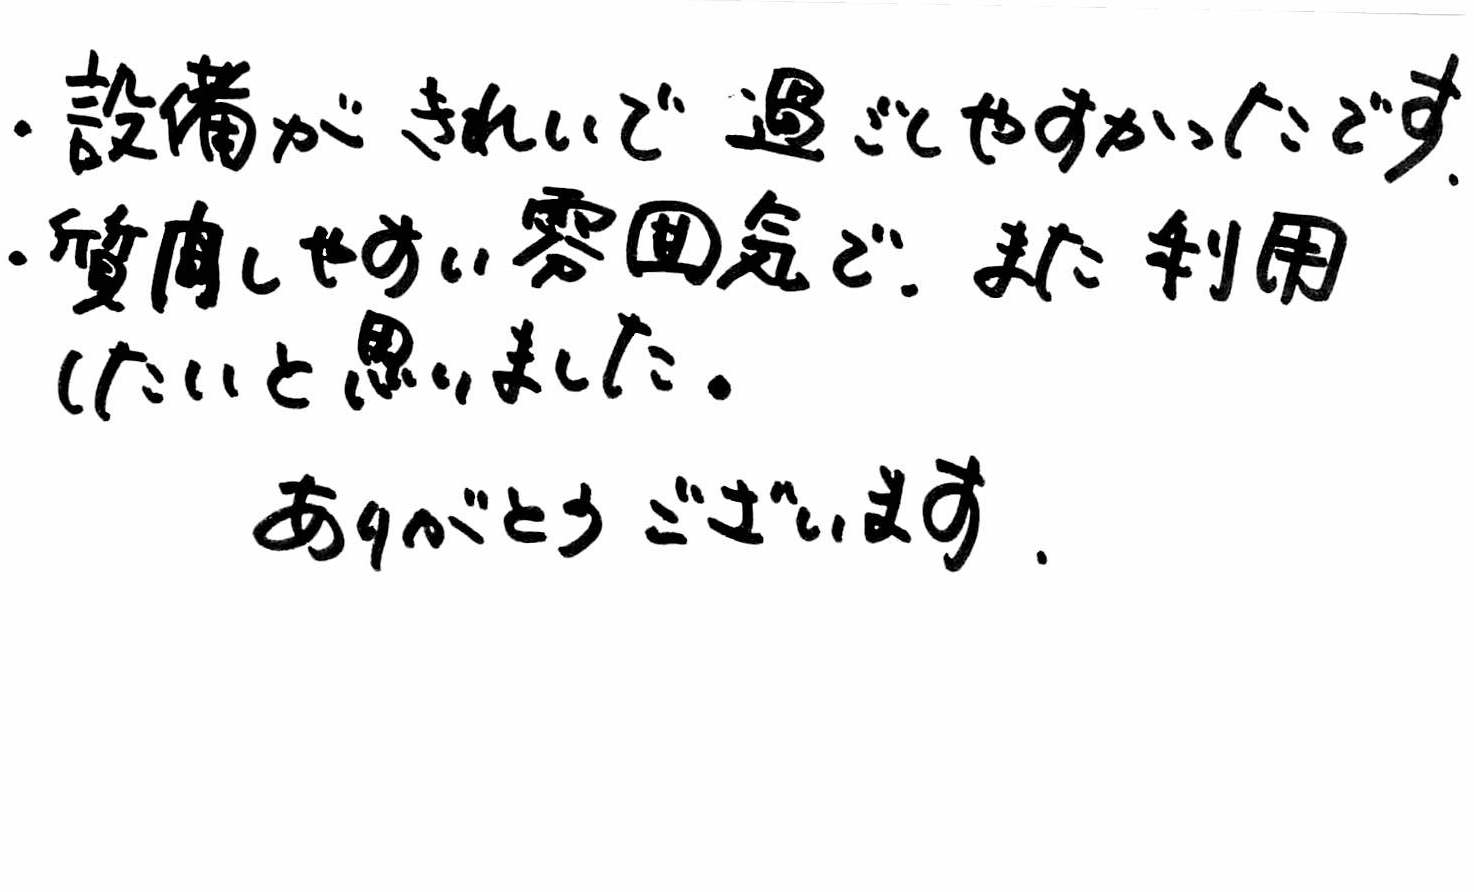 ・設備がきれいで過ごしやすかったです.
・質問しやすい雰囲気で.また利用
したいと思いました。
ありがとうございます.